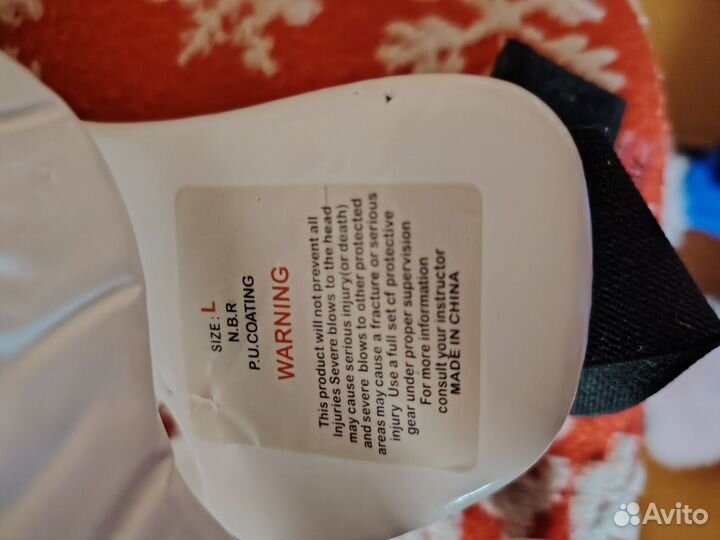 SIZE: L
N.B.R
P.U.COATING
WARNING
This product will not prevent all
Injuries Severe blows to the head
may cause serious injury(or death)
and severe blows to other protected
areas may cause a fracture or serious
injury Use a full set cf protective
gear under proper supervision
For more information
consult your instructor
MADE IN CHINA
Avito